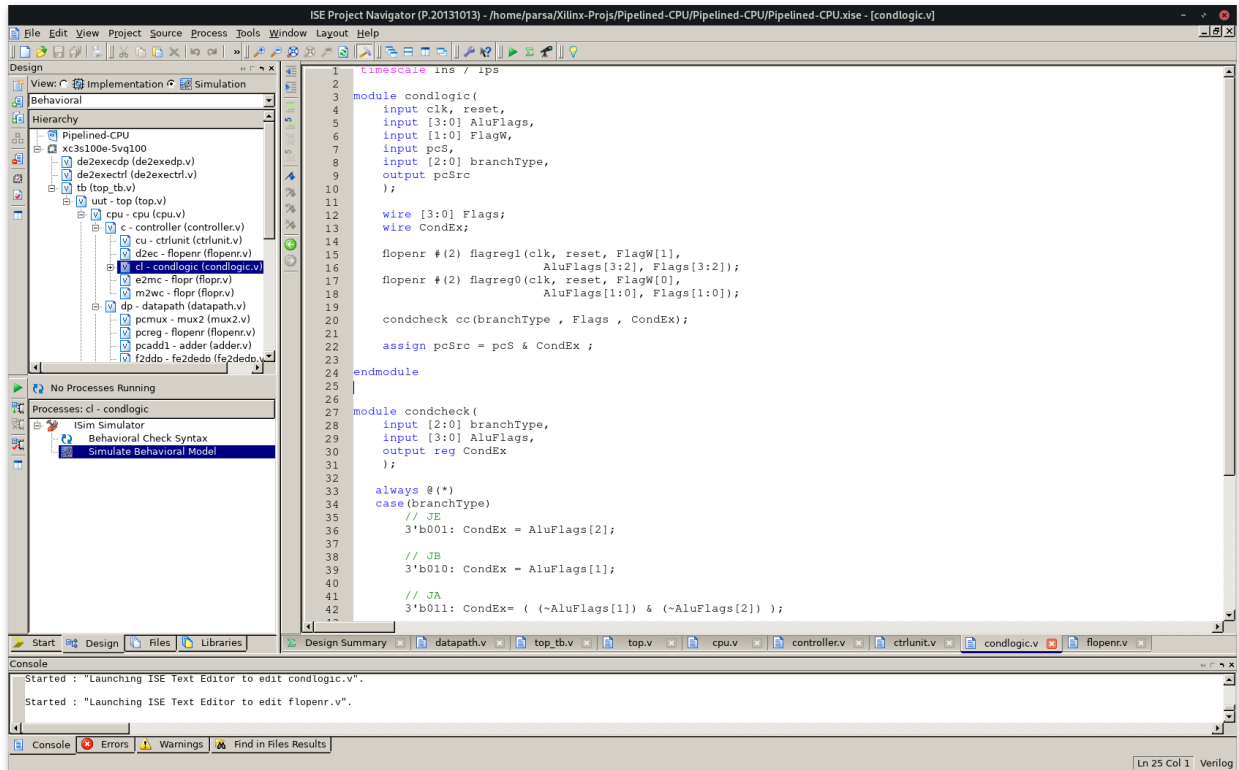 ISE Project Navigator (P.20131013) - /home/parsa/Xilinx-Projs/Pipelined-CPU/Pipelined-CPU/Pipelined-CPU.xise - [condlogic.v]
File Edit View Project Source Process Tools Window Layout Help
Design
View: Implementation Simulation
Behavioral
Hierarchy
Pipelined-CPU
xc3s100e-5vq100
de2execdp (de2exedp.v)
de2exectrl (de2exectrl.v)
tb (top_tb.v)
uut - top (top.v)
cpu - cpu (cpu.v)
c - controller (controller.v)
cu - ctrlunit (ctrlunit.v)
d2ec - flopenr (flopenr.v)
cl - condlogic (condlogic.v)
e2mc - flopr (flopr.v)
m2wc - flopr (flopr.v)
dp - datapath (datapath.v)
pcmux - mux2 (mux2.v)
pcreg - flopenr (flopenr.v)
pcadd1 - adder (adder.v)
f2ddp - fe2dedp (fe2dedp.v
No Processes Running
Processes: cl - condlogic
ISim Simulator
Behavioral Check Syntax
Simulate Behavioral Model
Start Design Files Libraries
1 `timescale 1ns / 1ps
2
3 module condlogic(
4 input clk, reset,
5 input [3:0] AluFlags,
6 input [1:0] FlagW,
7 input pcS,
8 input [2:0] branchType,
9 output pcSrc
10 );
11
12 wire [3:0] Flags;
13 wire CondEx;
14
15 flopenr #(2) flagreg1(clk, reset, FlagW[1],
16 AluFlags[3:2], Flags[3:2]);
17 flopenr #(2) flagreg0(clk, reset, FlagW[0],
18 AluFlags[1:0], Flags[1:0]);
19
20 condcheck cc(branchType , Flags , CondEx);
21
22 assign pcSrc = pcS & CondEx ;
23
24 endmodule
25
26
27 module condcheck(
28 input [2:0] branchType,
29 input [3:0] AluFlags,
30 output reg CondEx
31 );
32
33 always @(*)
34 case(branchType)
35 // JE
36 3'b001: CondEx = AluFlags[2];
37
38 // JB
39 3'b010: CondEx = AluFlags[1];
40
41 // JA
42 3'b011: CondEx= ( (~AluFlags[1]) & (~AluFlags[2]) );
Design Summary datapath.v top_tb.v top.v cpu.v controller.v ctrlunit.v condlogic.v flopenr.v
Console
Started : "Launching ISE Text Editor to edit condlogic.v".
Started : "Launching ISE Text Editor to edit flopenr.v".
Console Errors Warnings Find in Files Results
Ln 25 Col 1 Verilog